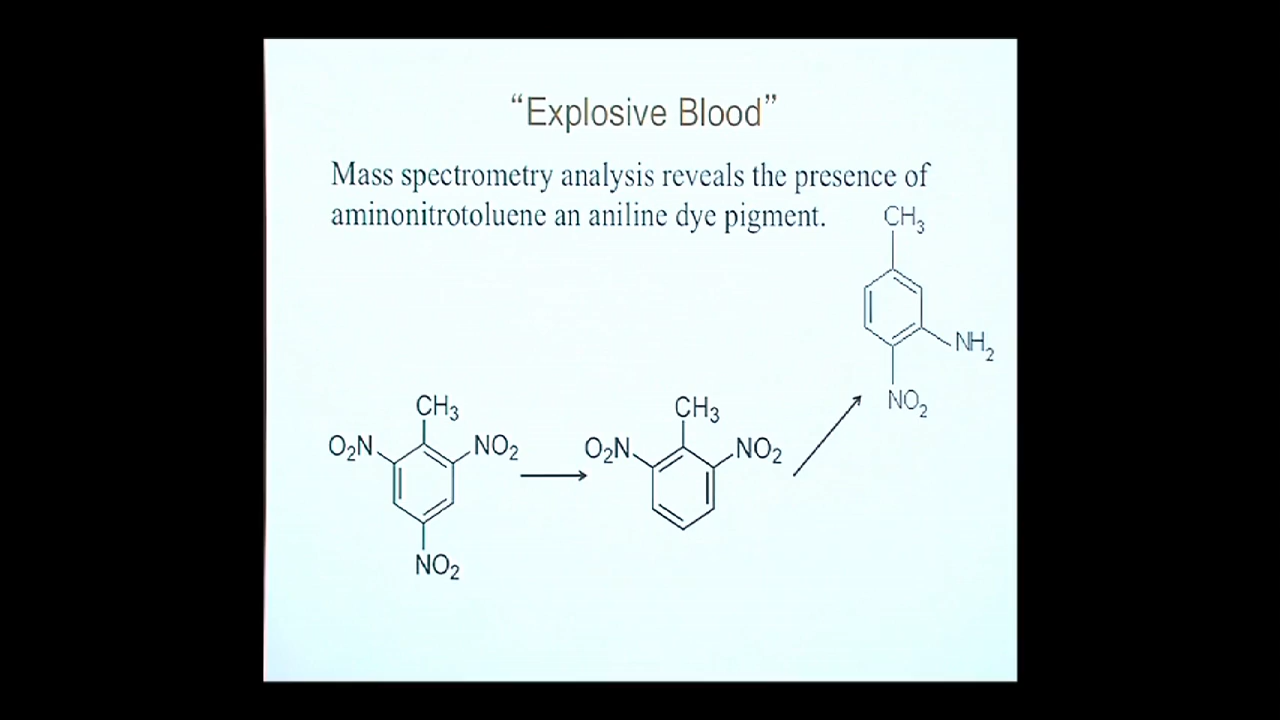 “Explosive Blood”
Mass spectrometry analysis reveals the presence of
aminonitrotoluene an aniline dye pigment.
CH3
NH2
NO2
CH3
O2N
NO2
NO2
CH3
O2N
NO2